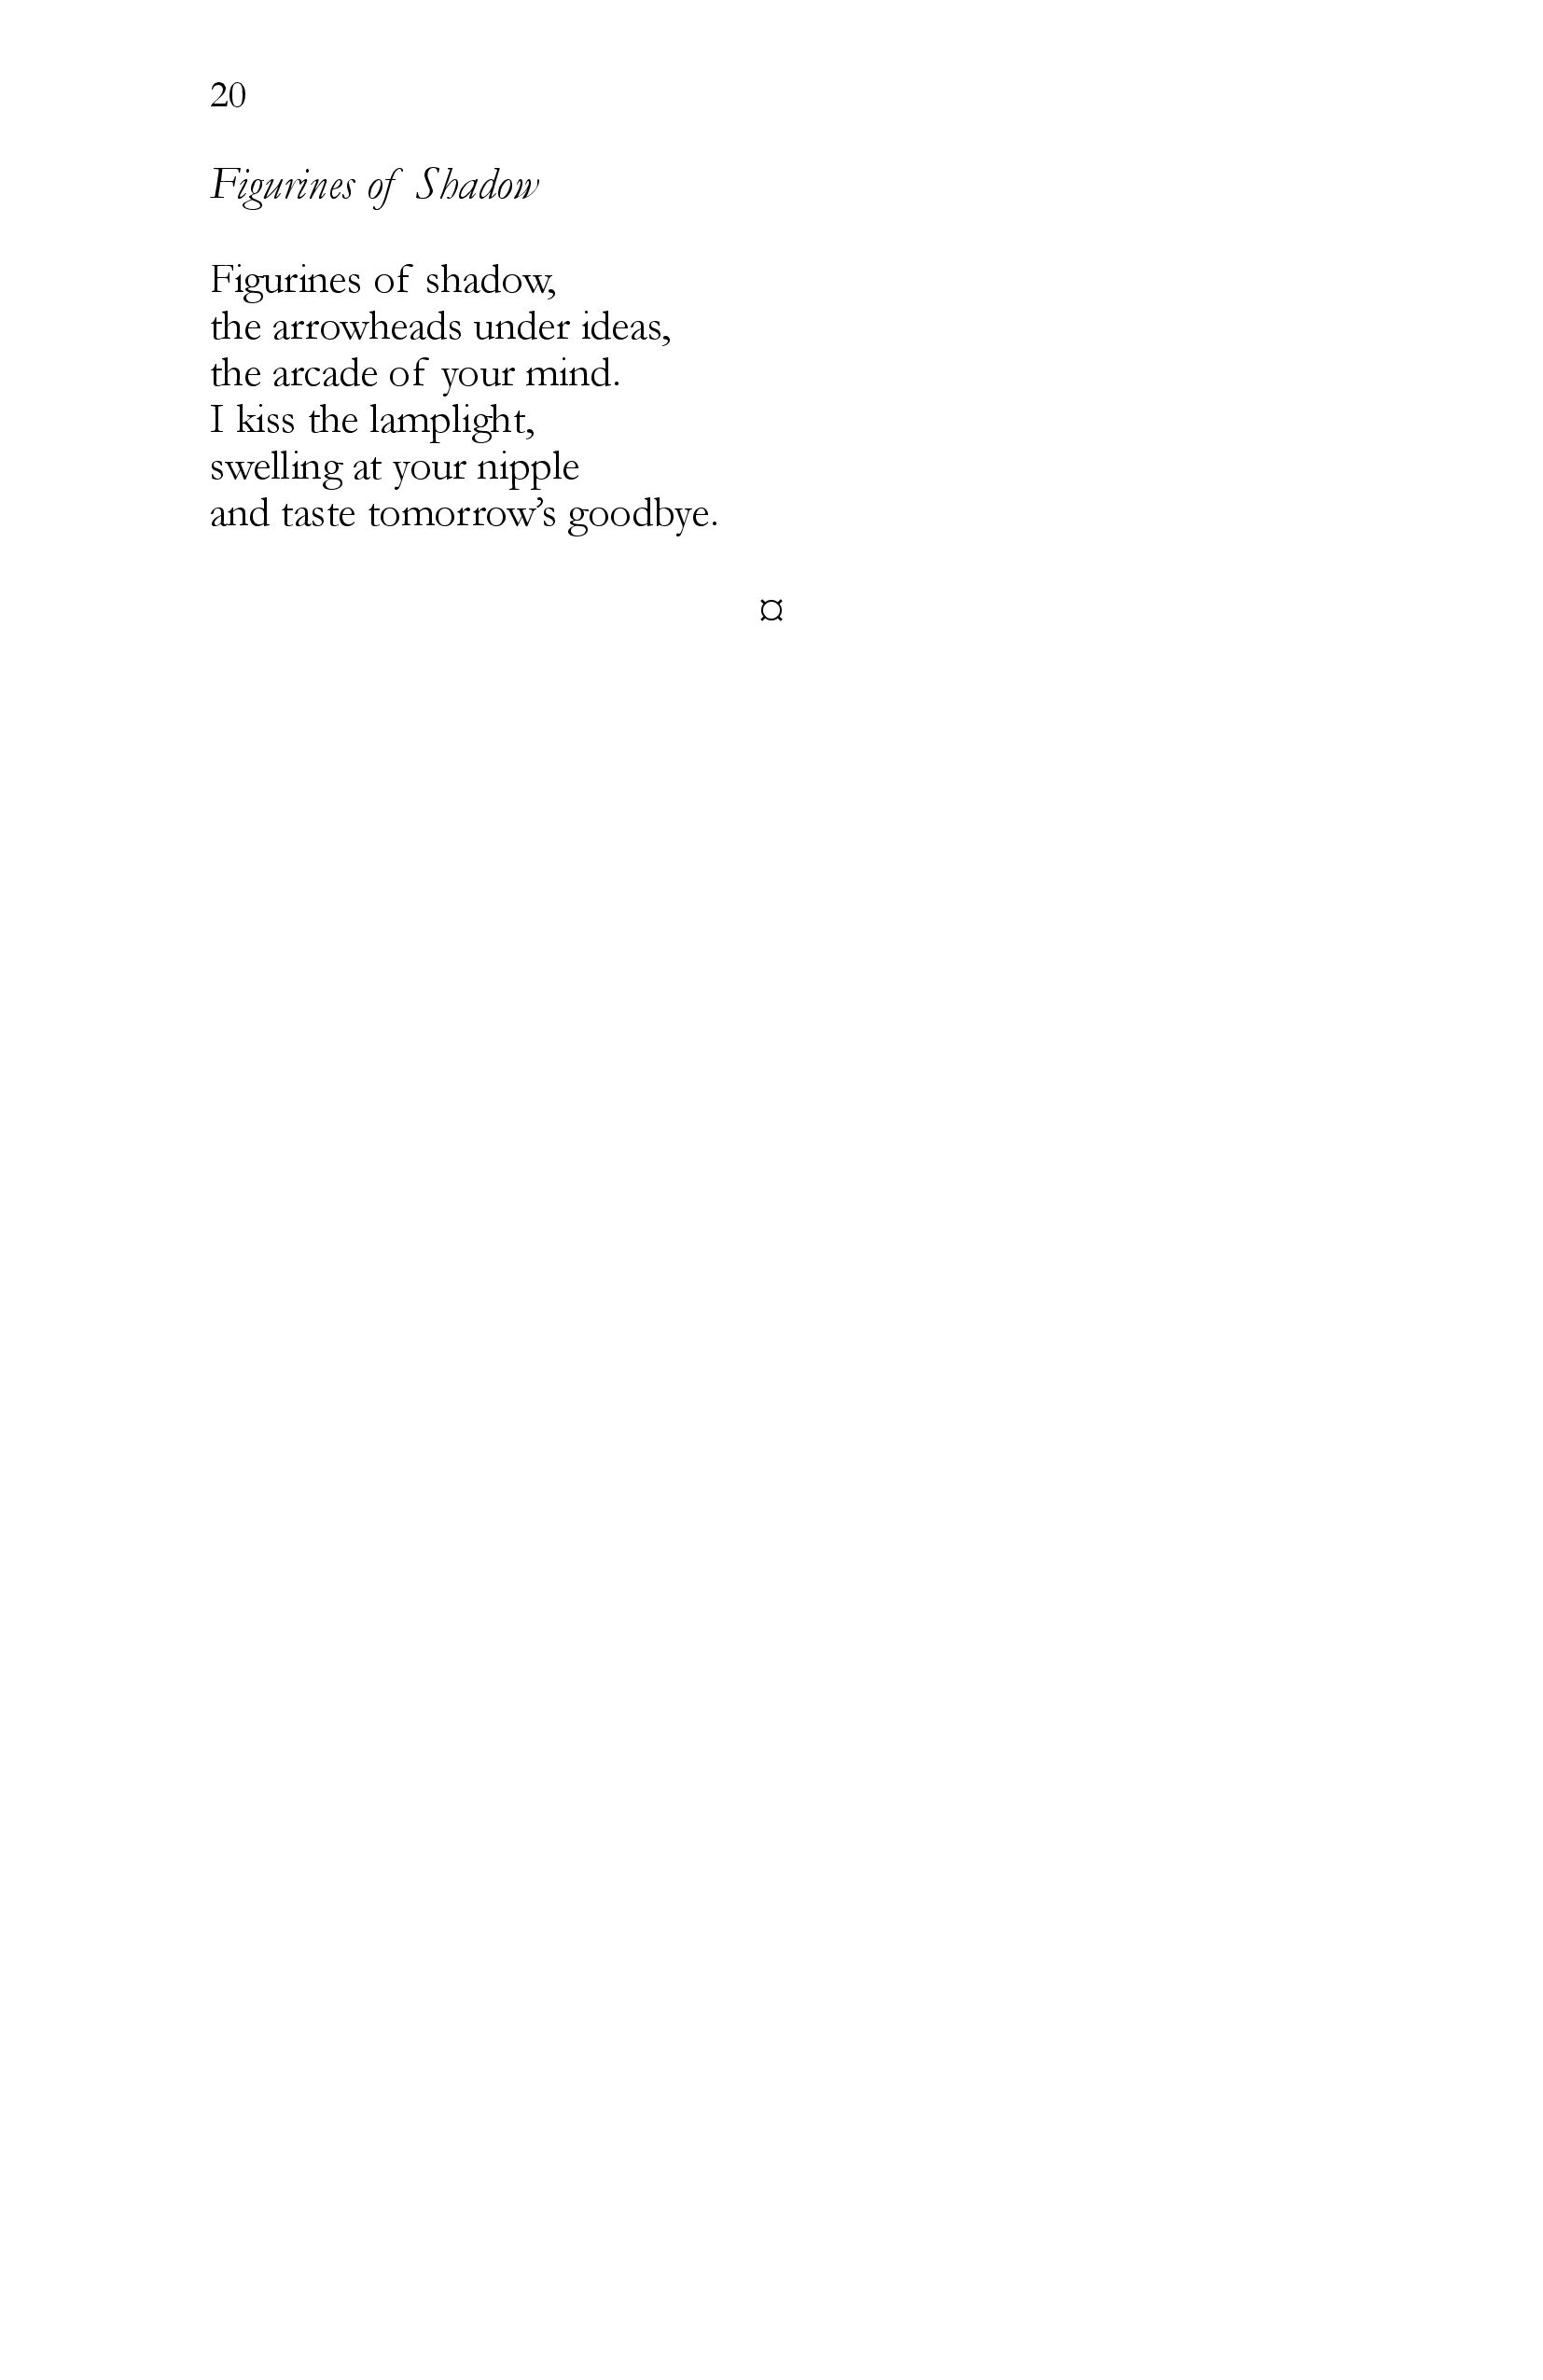 20
Figurines of Shadow
Figurines of shadow,
the arrowheads under ideas,
the arcade of your mind.
I kiss the lamplight,
swelling at your nipple
and taste tomorrow’s goodbye.
¤